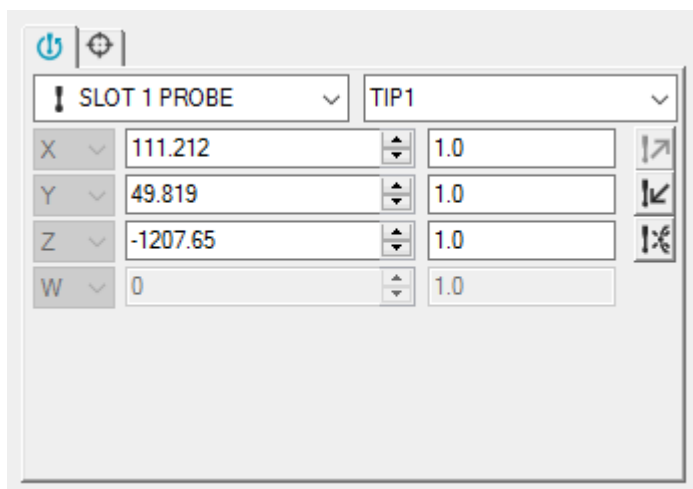 SLOT 1 PROBE TIP1
X 111.212 1.0
Y 49.819 1.0
Z -1207.65 1.0
W 0 1.0